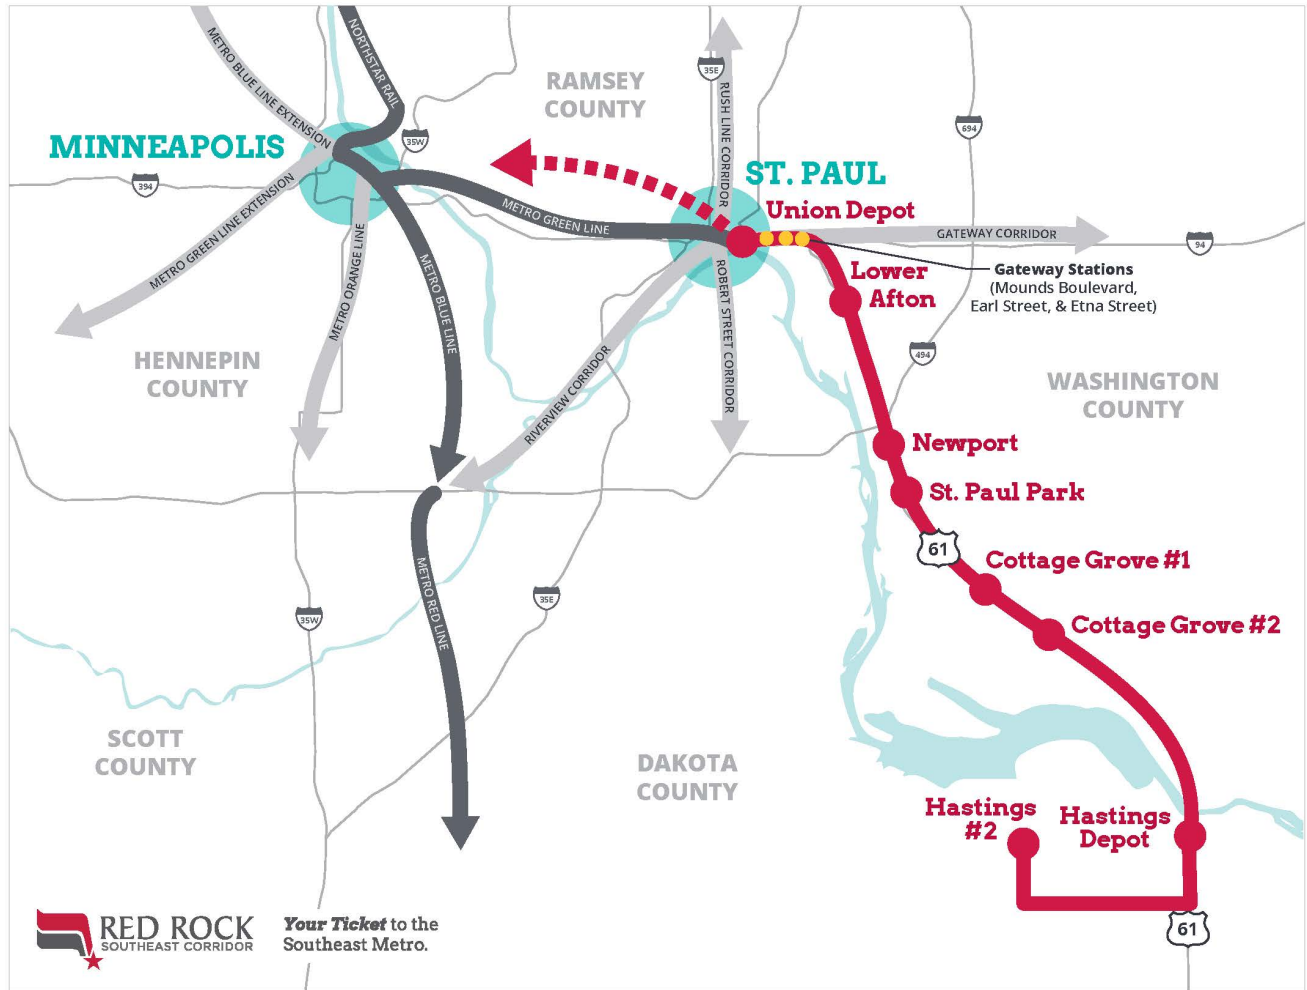 METRO BLUE LINE EXTENSION
NORTHSTAR RAIL
RAMSEY
COUNTY
35E
RUSH LINE CORRIDOR
694
MINNEAPOLIS
35W
394
ST. PAUL
Union Depot
METRO GREEN LINE EXTENSION
METRO GREEN LINE
GATEWAY CORRIDOR
94
METRO ORANGE LINE
METRO BLUE LINE
ROBERT STREET CORRIDOR
Lower
Afton
Gateway Stations
(Mounds Boulevard,
Earl Street, & Etna Street)
HENNEPIN
COUNTY
RIVERVIEW CORRIDOR
494
WASHINGTON
COUNTY
Newport
St. Paul Park
61
Cottage Grove #1
METRO RED LINE
35E
35W
Cottage Grove #2
SCOTT
COUNTY
DAKOTA
COUNTY
Hastings
#2
Hastings
Depot
61
RED ROCK
SOUTHEAST CORRIDOR
Your Ticket to the
Southeast Metro.